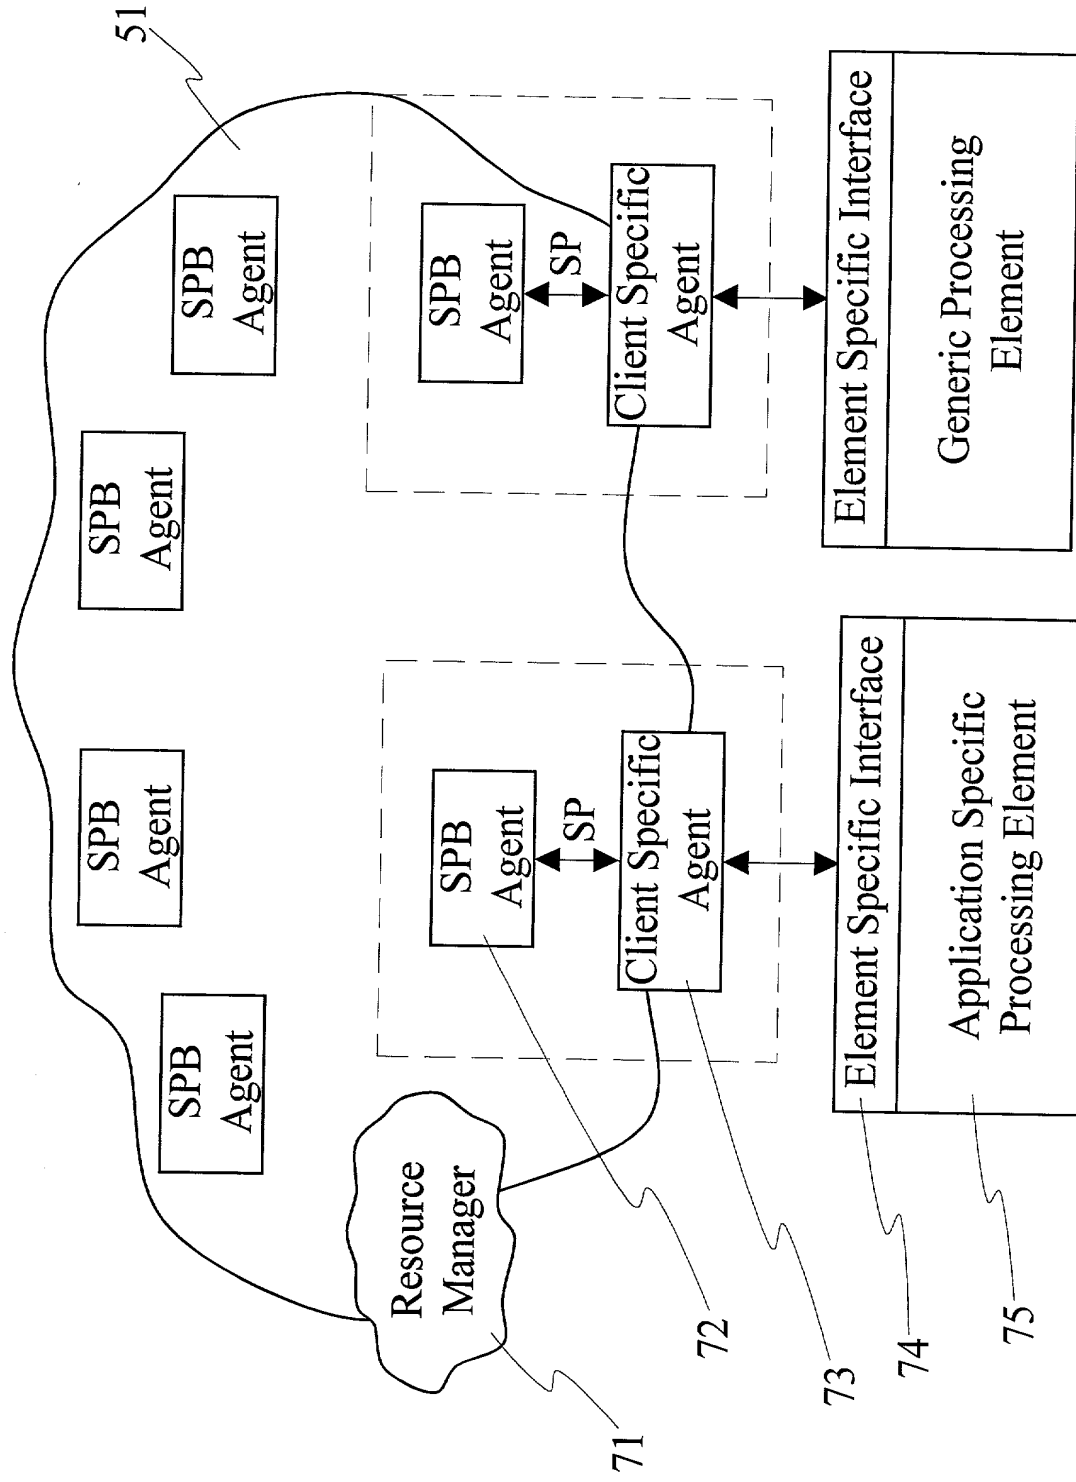 51
SPB
Agent
SPB
Agent
SPB
Agent
SPB
Agent
Resource
Manager
SPB
Agent
SP
Client Specific
Agent
SPB
Agent
SP
Client Specific
Agent
71
72
73
74
75
Element Specific Interface
Application Specific
Processing Element
Element Specific Interface
Generic Processing
Element